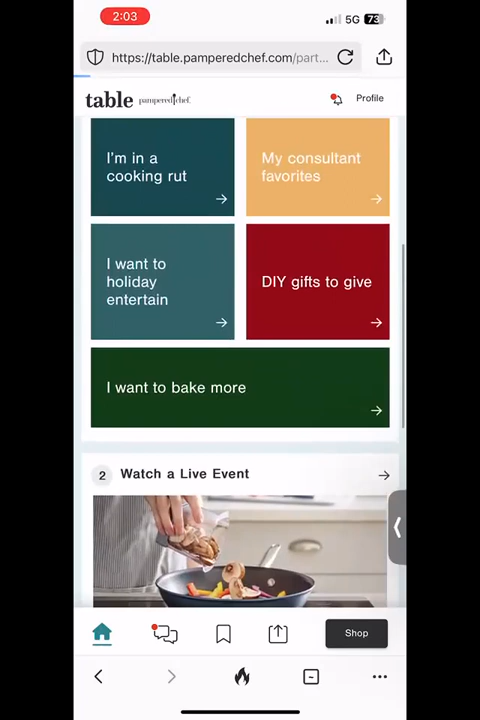 2:03
5G 73
https://table.pamperedchef.com/part...
table pampered chef
Profile
I'm in a
cooking rut
My consultant
favorites
I want to
holiday
entertain
DIY gifts to give
I want to bake more
2 Watch a Live Event
Shop